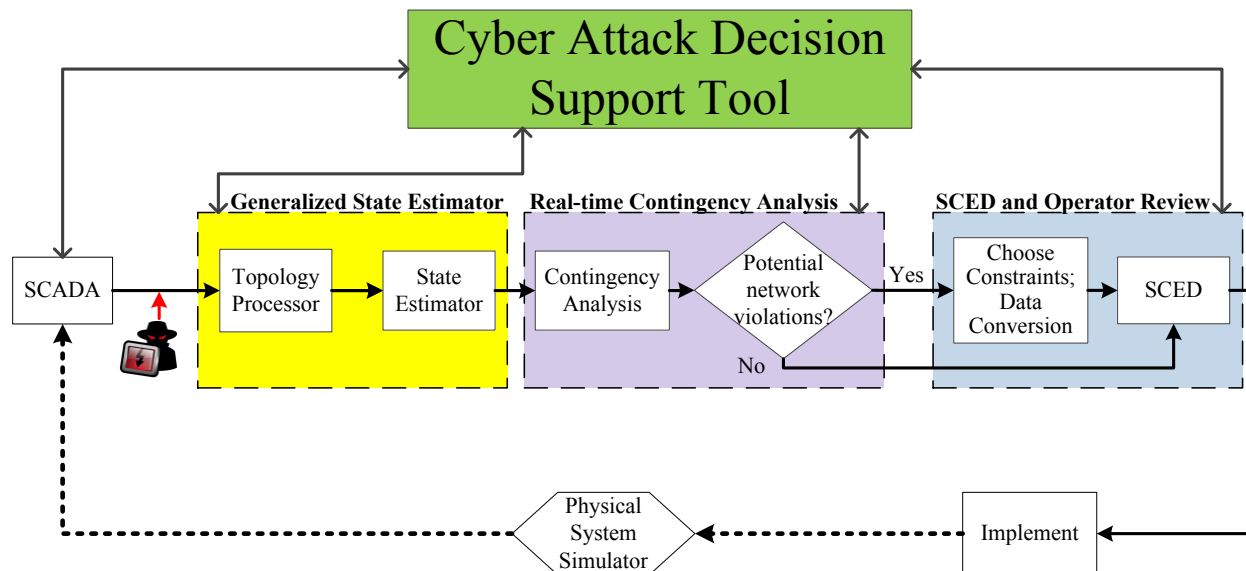 Cyber Attack Decision
Support Tool
Generalized State Estimator
Real-time Contingency Analysis
SCED and Operator Review
SCADA
Topology
Processor
State
Estimator
Contingency
Analysis
Potential
network
violations?
Yes
No
Choose
Constraints;
Data
Conversion
SCED
Physical
System
Simulator
Implement